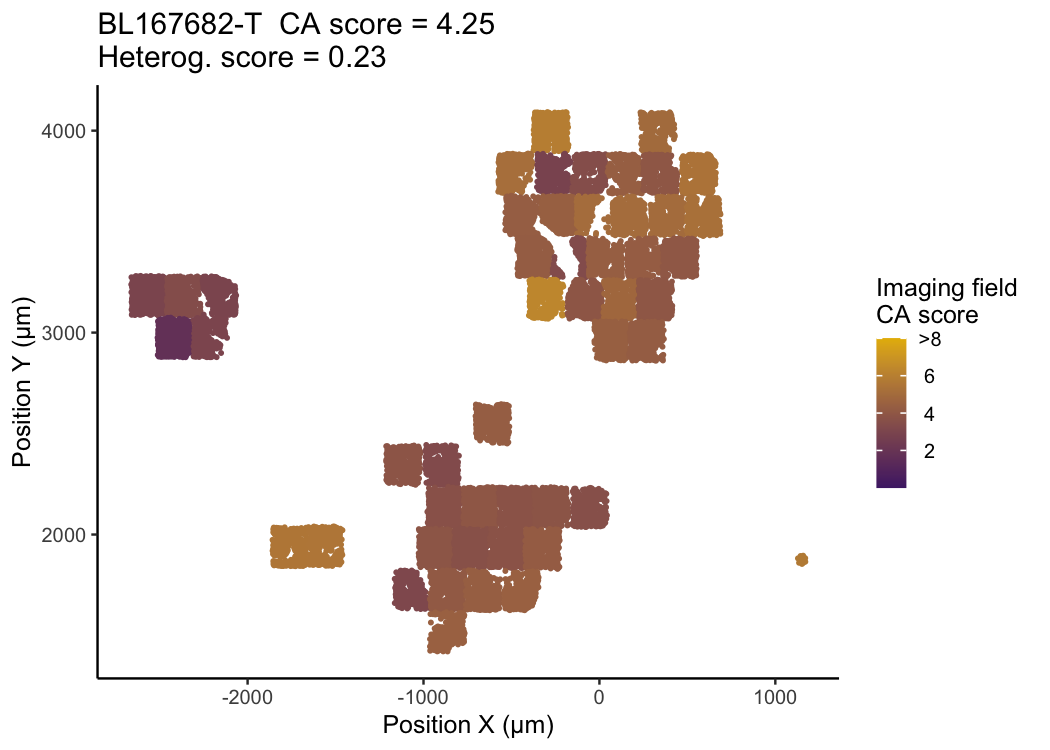 BL167682-T  CA score = 4.25
Heterog. score = 0.23
4000
3000
2000
Position Y (µm)
-2000
-1000
0
1000
Position X (µm)
Imaging field
CA score
>8
6
4
2